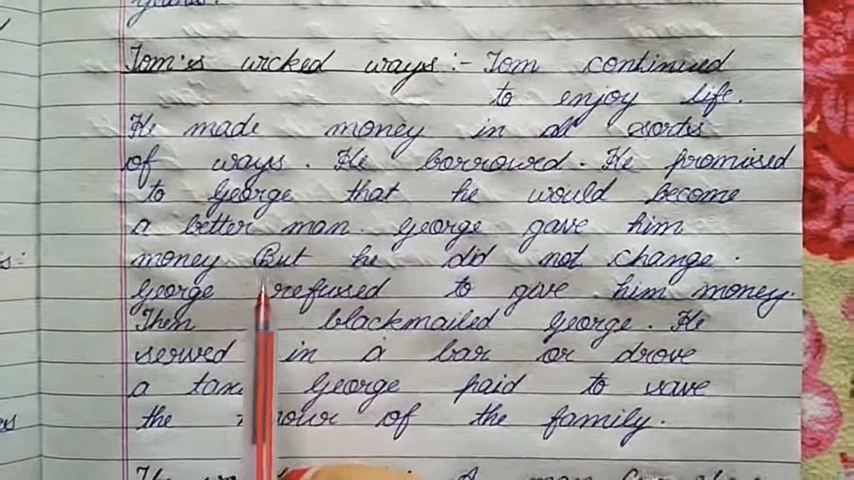 years.
Tom's wicked ways :- Tom continued
to enjoy life.
He made money in all sorts
of ways. He borrowed. He promised
to George that he would become
a better man. George gave him
money But he did not change.
George refused to give him money.
Then blackmailed George. He
served in a bar or drove
a George paid to save
the of the family.